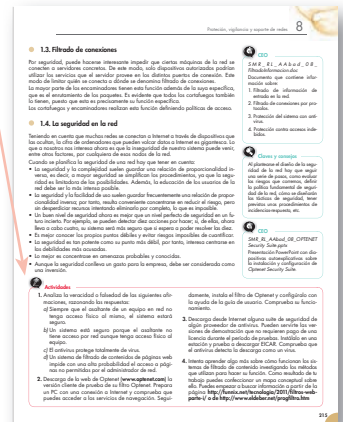 Protección, vigilancia y soporte de redes
8
1.3. Filtrado de conexiones
Por seguridad, puede hacerse interesante impedir que ciertas máquinas de la red se
conecten a servidores concretos. De este modo, solo dispositivos autorizados podrían
utilizar los servicios que el servidor provee en los distintos puertos de conexión. Este
modo de limitar quién se conecta a dónde se denomina filtrado de conexiones.
La mayor parte de los encaminadores tienen esta función además de la suya específica,
que es el enrutamiento de los paquetes. Es evidente que todos los cortafuegos también
la tienen, puesto que esta es precisamente su función específica.
Los cortafuegos y encaminadores realizan esta función definiendo políticas de acceso.
1.4. La seguridad en la red
Teniendo en cuenta que muchas redes se conectan a Internet a través de dispositivos que
las ocultan, la cifra de ordenadores que pueden volcar datos a Internet es gigantesca. Lo
que a nosotros nos interesa ahora es que la inseguridad de nuestro sistema puede venir,
entre otros factores, por cualquiera de esos nodos de la red.
Cuando se planifica la seguridad de una red hay que tener en cuenta:
• La seguridad y la complejidad suelen guardar una relación de proporcionalidad in-
versa, es decir, a mayor seguridad se simplifican los procedimientos, ya que la segu-
ridad es limitadora de las posibilidades. Además, la educación de los usuarios de la
red debe ser lo más intensa posible.
• La seguridad y la facilidad de uso suelen guardar frecuentemente una relación de propor-
cionalidad inversa; por tanto, resulta conveniente concentrarse en reducir el riesgo, pero
sin desperdiciar recursos intentando eliminarlo por completo, lo que es imposible.
• Un buen nivel de seguridad ahora es mejor que un nivel perfecto de seguridad en un fu-
turo incierto. Por ejemplo, se pueden detectar diez acciones por hacer; si, de ellas, ahora
llevo a cabo cuatro, su sistema será más seguro que si espera a poder resolver las diez.
• Es mejor conocer los propios puntos débiles y evitar riesgos imposibles de cuantificar.
• La seguridad es tan potente como su punto más débil, por tanto, interesa centrarse en
las debilidades más acusadas.
• Lo mejor es concentrarse en amenazas probables y conocidas.
• Aunque la seguridad conlleva un gasto para la empresa, debe ser considerada como
una inversión.
CEO
SMR_RL_AAbad_08_
FiltradoInformacion.doc
Documento que contiene infor-
mación sobre:
1. Filtrado de información de
entrada en la red.
2. Filtrado de conexiones por pro-
tocolos.
3. Protección del sistema con anti-
virus.
4. Protección contra accesos inde-
bidos.
Claves y consejos
Al plantearse el diseño de la segu-
ridad de la red hay que seguir
una serie de pasos, como evaluar
los riesgos que corremos, definir
la política fundamental de seguri-
dad de la red, cómo se diseñarán
las tácticas de seguridad, tener
previstos unos procedimientos de
incidencias-respuesta, etc.
CEO
SMR_RL_AAbad_08_OPTENET
Security Suite.pptx
Presentación PowerPoint con dia-
positivas autoexplicativas sobre
la instalación y configuración de
Optenet Security Suite.
Actividades
1. Analiza la veracidad o falsedad de las siguientes afir-
maciones, razonando las respuestas:
a) Siempre que el asaltante de un equipo en red no
tenga acceso físico al mismo, el sistema estará
seguro.
b) Un sistema está seguro porque el asaltante no
tiene acceso por red aunque tenga acceso físico al
equipo.
c) El antivirus protege totalmente de virus.
d) Un sistema de filtrado de contenidos de páginas web
impide con una alta probabilidad el acceso a pági-
nas no permitidas por el administrador de red.
2. Descarga de la web de Optenet (www.optenet.com) la
versión cliente de prueba de su filtro Optenet. Prepara
un PC con una conexión a Internet y comprueba que
puedes acceder a los servicios de navegación. Segui-
damente, instala el filtro de Optenet y configúralo con
la ayuda de la guía de usuario. Comprueba su funcio-
namiento.
3. Descarga desde Internet alguna suite de seguridad de
algún proveedor de antivirus. Pueden servirte las ver-
siones de demostración que no requieren pago de una
licencia durante el período de pruebas. Instálalo en una
estación y prueba a descargar EICAR. Comprueba que
el antivirus detecta la descarga como un virus.
4. Intenta aprender algo más sobre cómo funcionan los sis-
temas de filtrado de contenido investigando los métodos
que utilizan para hacer su función. Como resultado de tu
trabajo puedes confeccionar un mapa conceptual sobre
ello. Puedes empezar a buscar información a partir de la
página http://funnix.net/tecnologia/2011/filtros-web-
parte-i/ o de http://www.eldeber.net/progfiltro.htm
215